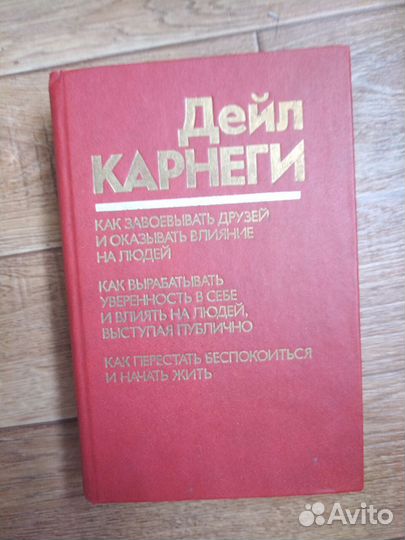 Дейл
КАРНЕГИ
КАК ЗАВОЕВЫВАТЬ ДРУЗЕЙ
И ОКАЗЫВАТЬ ВЛИЯНИЕ
НА ЛЮДЕЙ
КАК ВЫРАБАТЫВАТЬ
УВЕРЕННОСТЬ В СЕБЕ
И ВЛИЯТЬ НА ЛЮДЕЙ,
ВЫСТУПАЯ ПУБЛИЧНО
КАК ПЕРЕСТАТЬ БЕСПОКОИТЬСЯ
И НАЧАТЬ ЖИТЬ
Avito